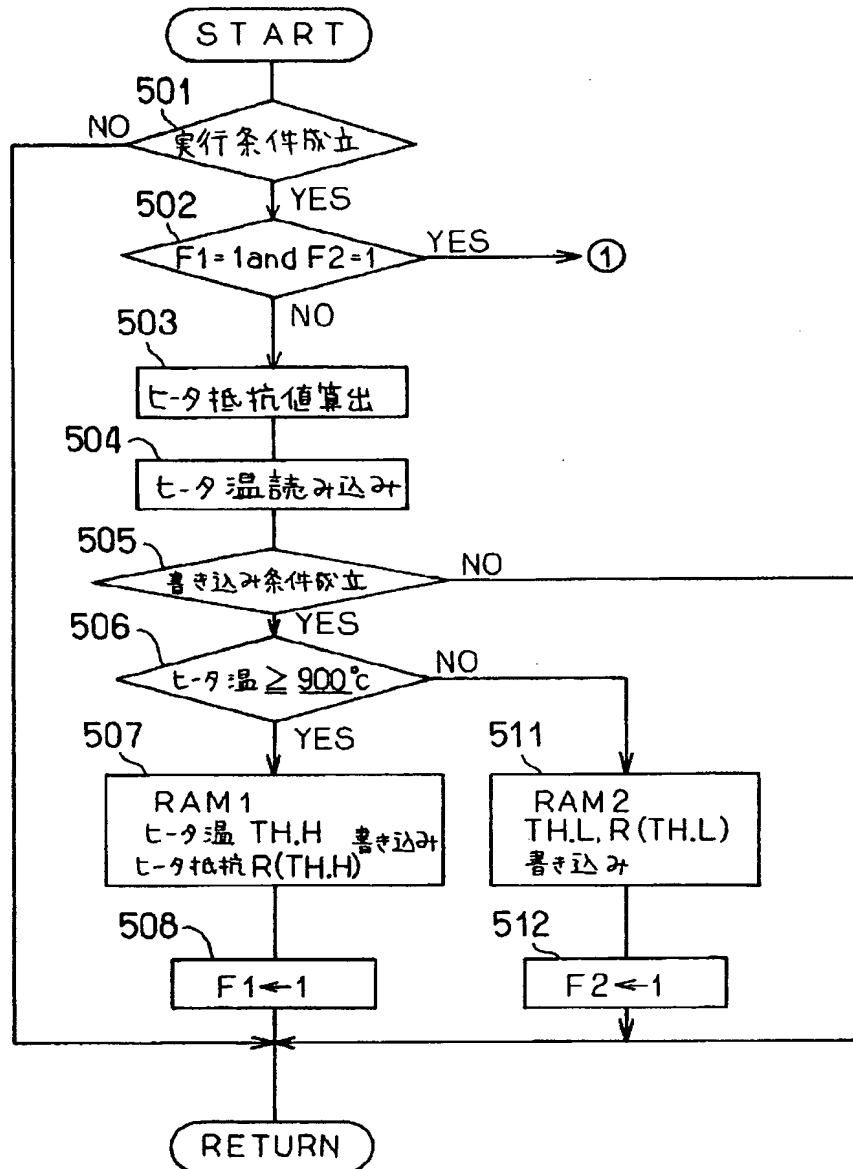 START
501
NO
実行条件成立
YES
502
F1=1andF2=1
YES
①
NO
503
ヒータ抵抗値算出
504
ヒータ温読み込み
505
書き込み条件成立
NO
YES
506
ヒータ温≧900℃
NO
YES
507
RAM1
ヒータ温 TH.H 書き込み
ヒータ抵抗R(TH.H)
511
RAM2
TH.L,R(TH.L)
書き込み
508
F1←1
512
F2←1
RETURN